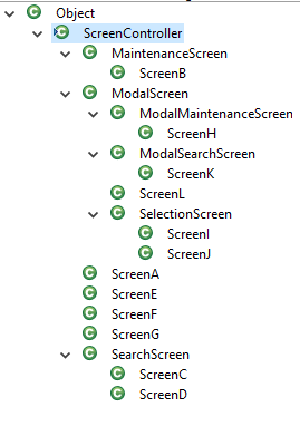 Object
ScreenController
MaintenanceScreen
ScreenB
ModalScreen
ModalMaintenanceScreen
ScreenH
ModalSearchScreen
ScreenK
ScreenL
SelectionScreen
ScreenI
ScreenJ
ScreenA
ScreenE
ScreenF
ScreenG
SearchScreen
ScreenC
ScreenD